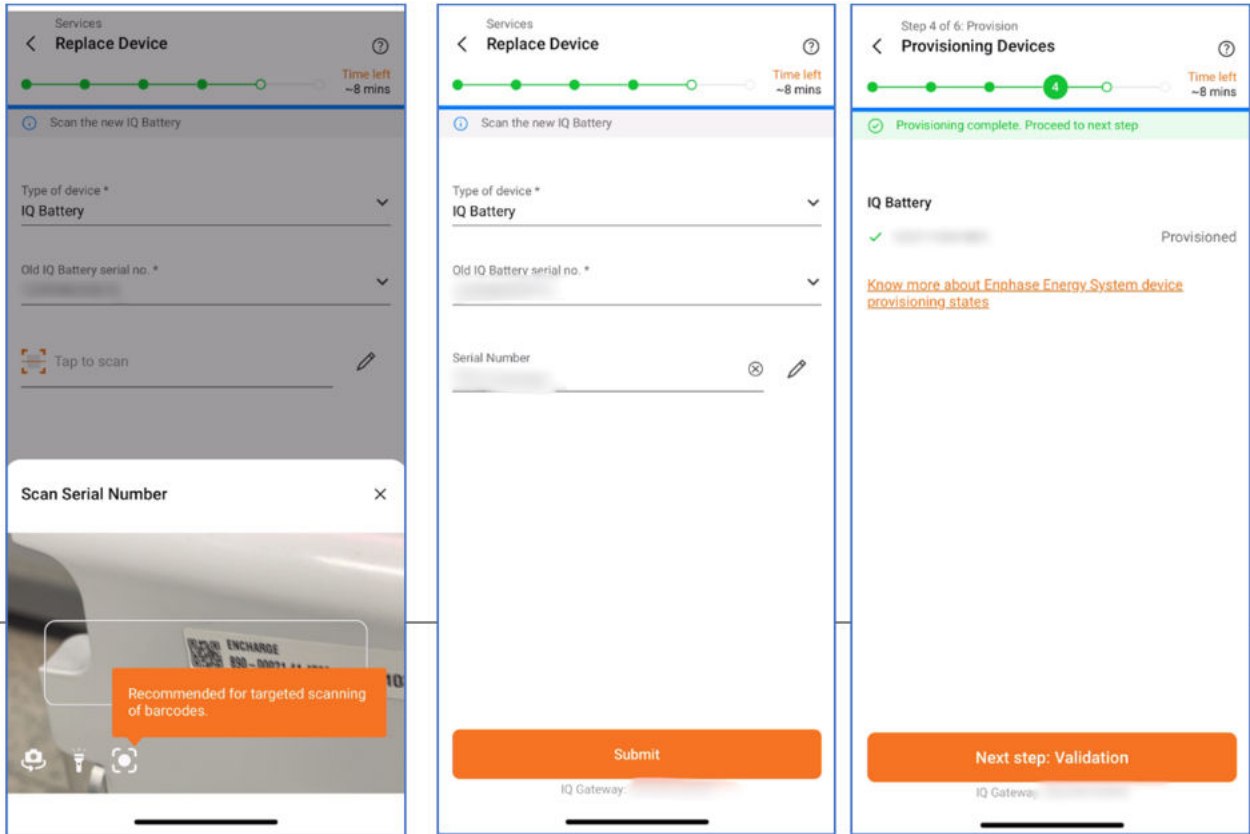 Services
Replace Device
Time left
~8 mins
Scan the new IQ Battery
Type of device *
IQ Battery
Old IQ Battery serial no. *
Tap to scan
Scan Serial Number
ENCHARGE
Recommended for targeted scanning
of barcodes.
Services
Replace Device
Time left
~8 mins
Scan the new IQ Battery
Type of device *
IQ Battery
Old IQ Battery serial no. *
Serial Number
Submit
IQ Gateway:
Step 4 of 6: Provision
Provisioning Devices
4
Time left
~8 mins
Provisioning complete. Proceed to next step
IQ Battery
Provisioned
Know more about Enphase Energy System device
provisioning states
Next step: Validation
IQ Gateway